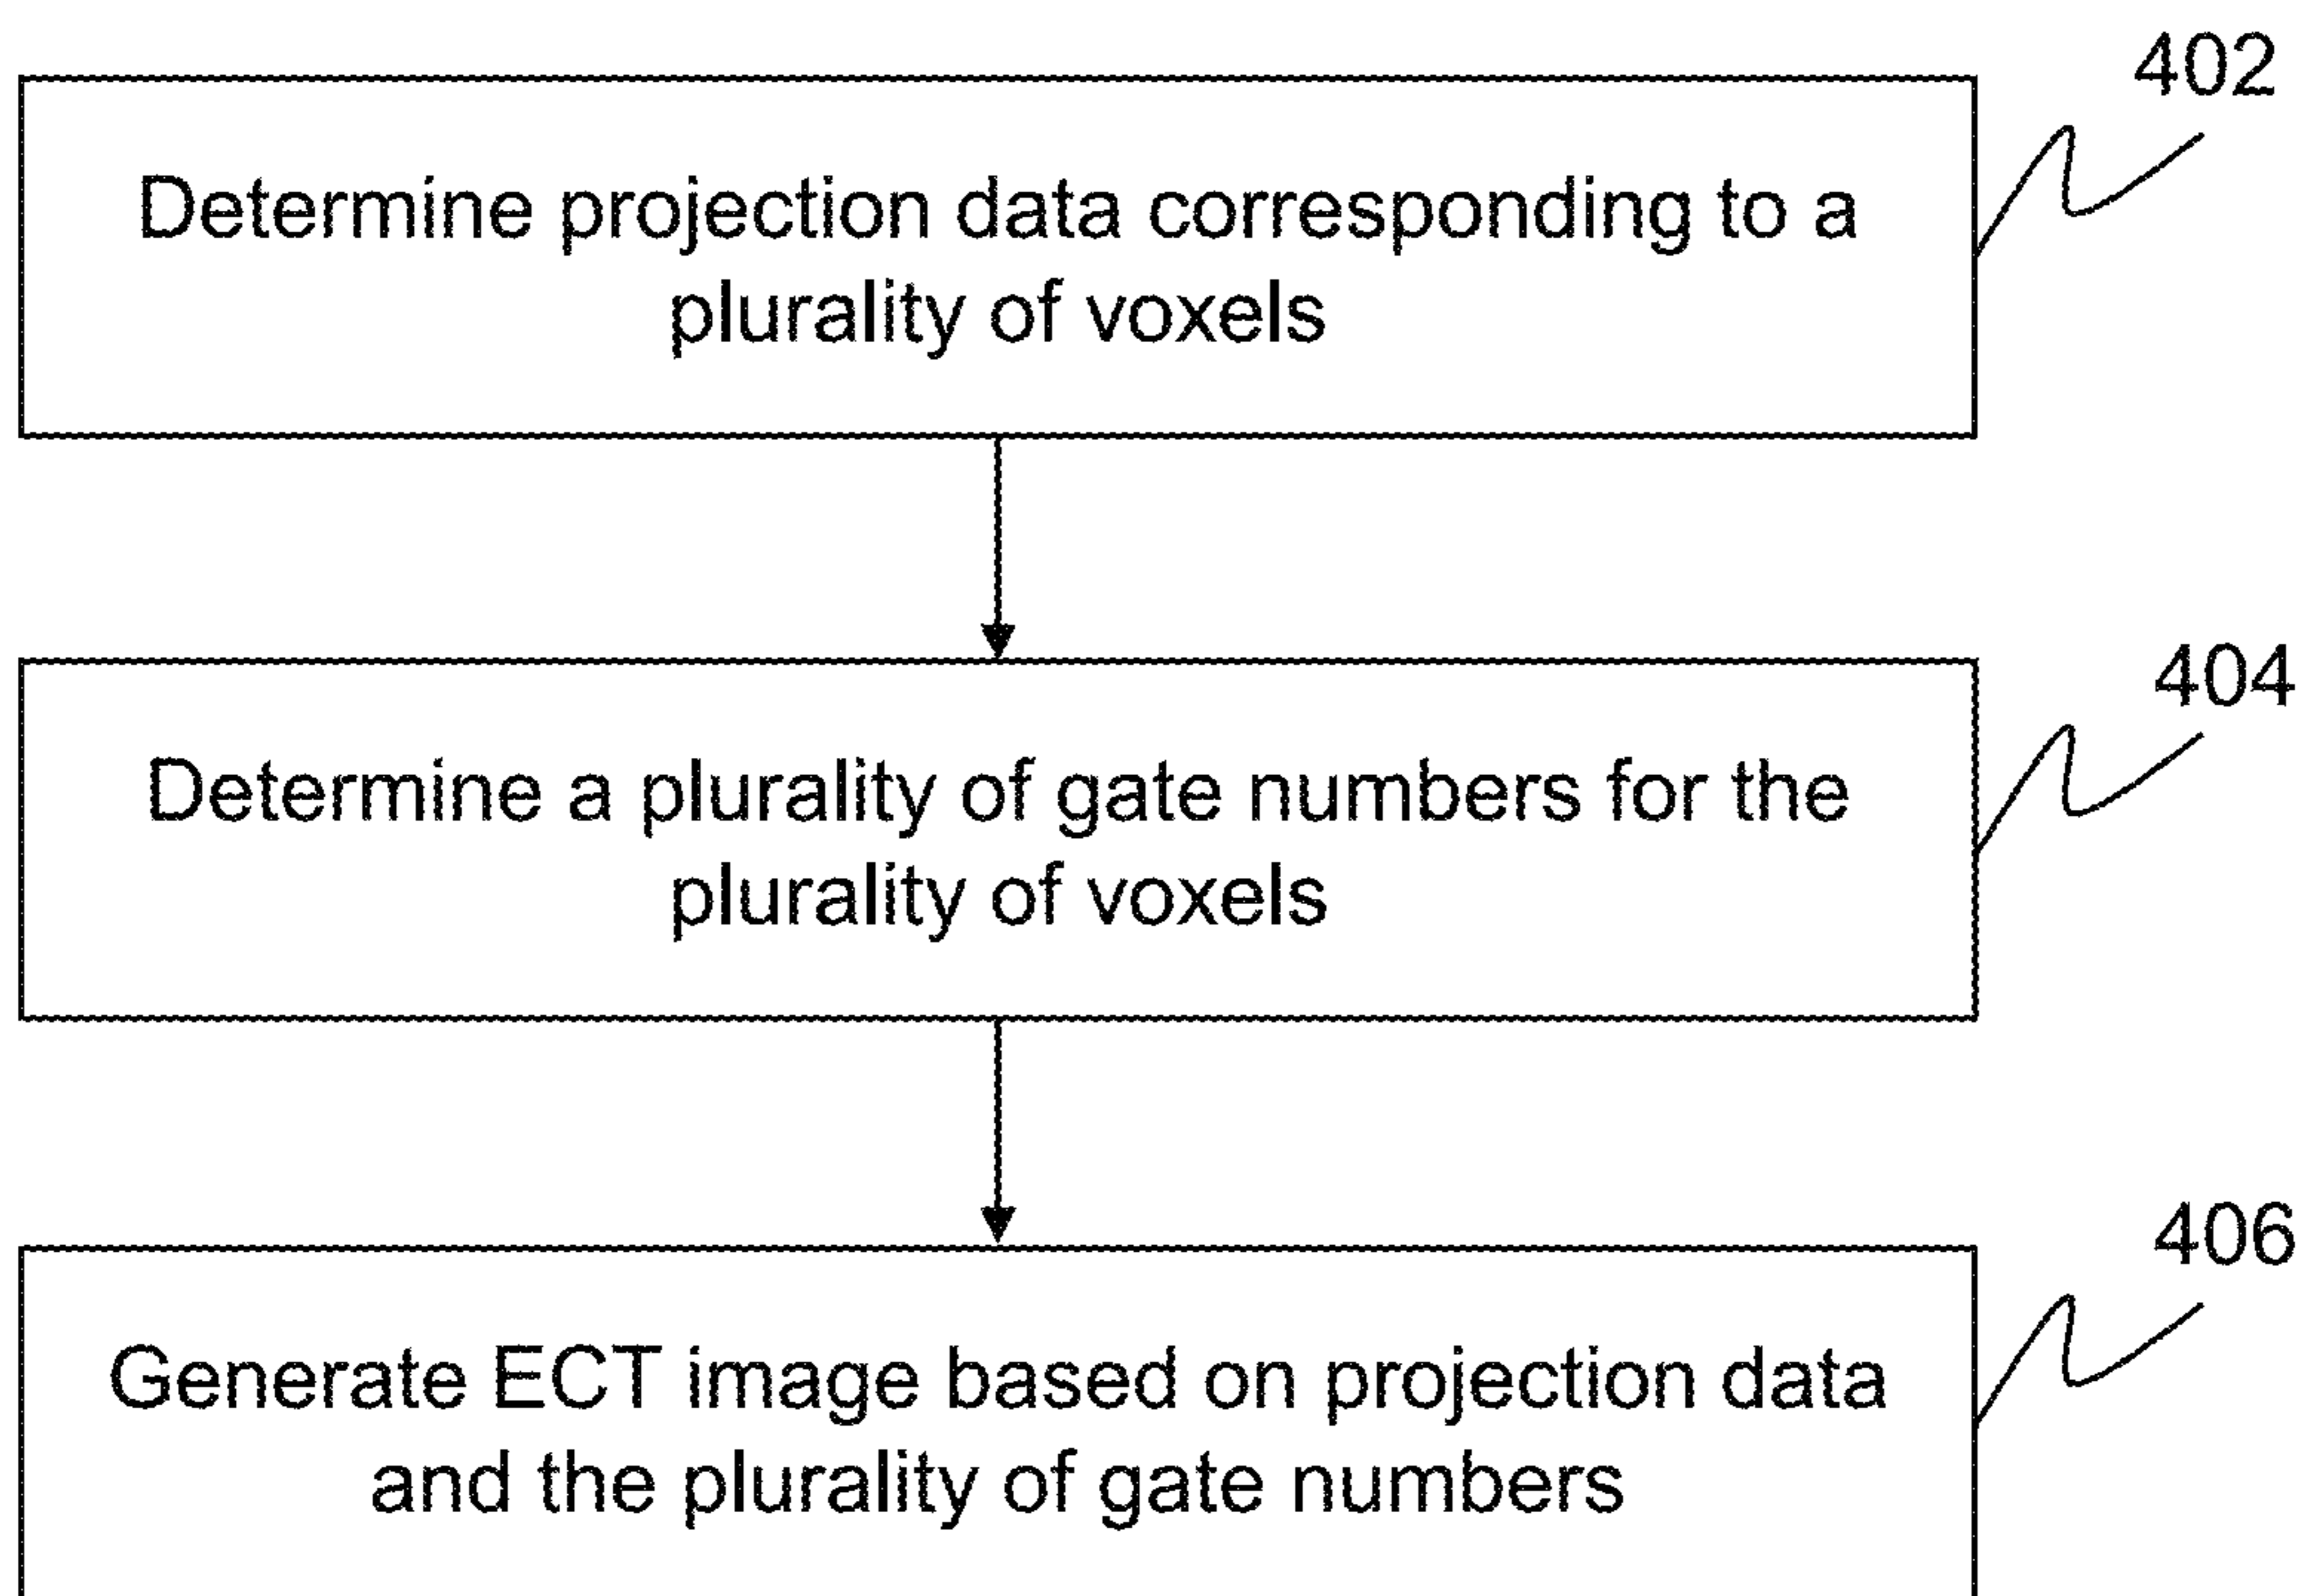 402
Determine projection data corresponding to a
plurality of voxels
404
Determine a plurality of gate numbers for the
plurality of voxels
406
Generate ECT image based on projection data
and the plurality of gate numbers